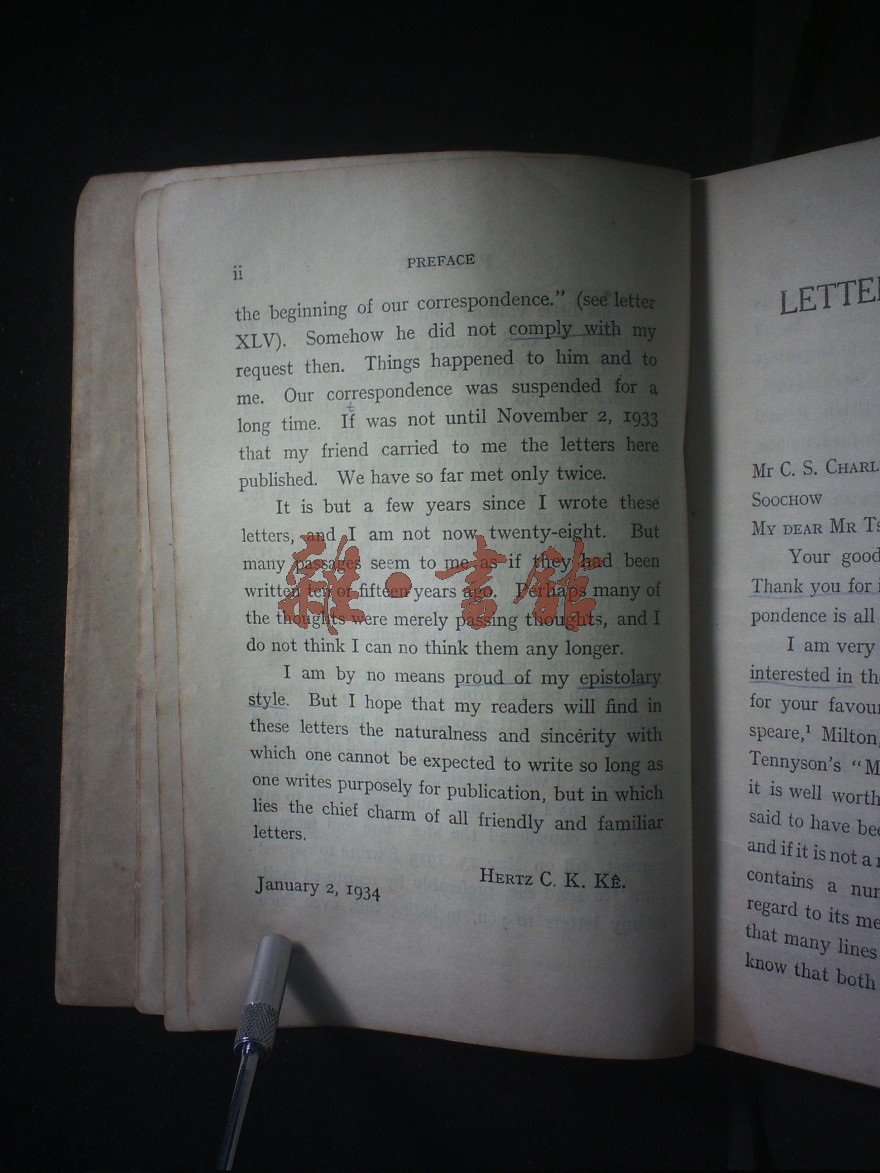 ii
PREFACE
the beginning of our correspondence." (see letter
XLV). Somehow he did not comply with my
request then. Things happened to him and to
me. Our correspondence was suspended for a
t
long time. If was not until November 2, 1933
that my friend carried to me the letters here
published. We have so far met only twice.
It is but a few years since I wrote these
letters, and I am not now twenty-eight. But
many passages seem to me as if they had been
written ten or fifteen years ago. Perhaps many of
the thoughts were merely passing thoughts, and I
do not think I can no think them any longer.
I am by no means proud of my epistolary
style. But I hope that my readers will find in
these letters the naturalness and sincérity with
which one cannot be expected to write so long as
one writes purposely for publication, but in which
lies the chief charm of all friendly and familiar
letters.
HERTZ C. K. KÊ.
January 2, 1934
雜·書館
LETTE
Mr C. S. CHARL
SOOCHOW
MY DEAR MR TS
Your good
Thank you for i
pondence is all
I am very
interested in th
for your favou
speare,¹ Milton,
Tennyson's "M
it is well worth
said to have bee
and if it is not a
contains a nu
regard to its me
that many lines
know that both